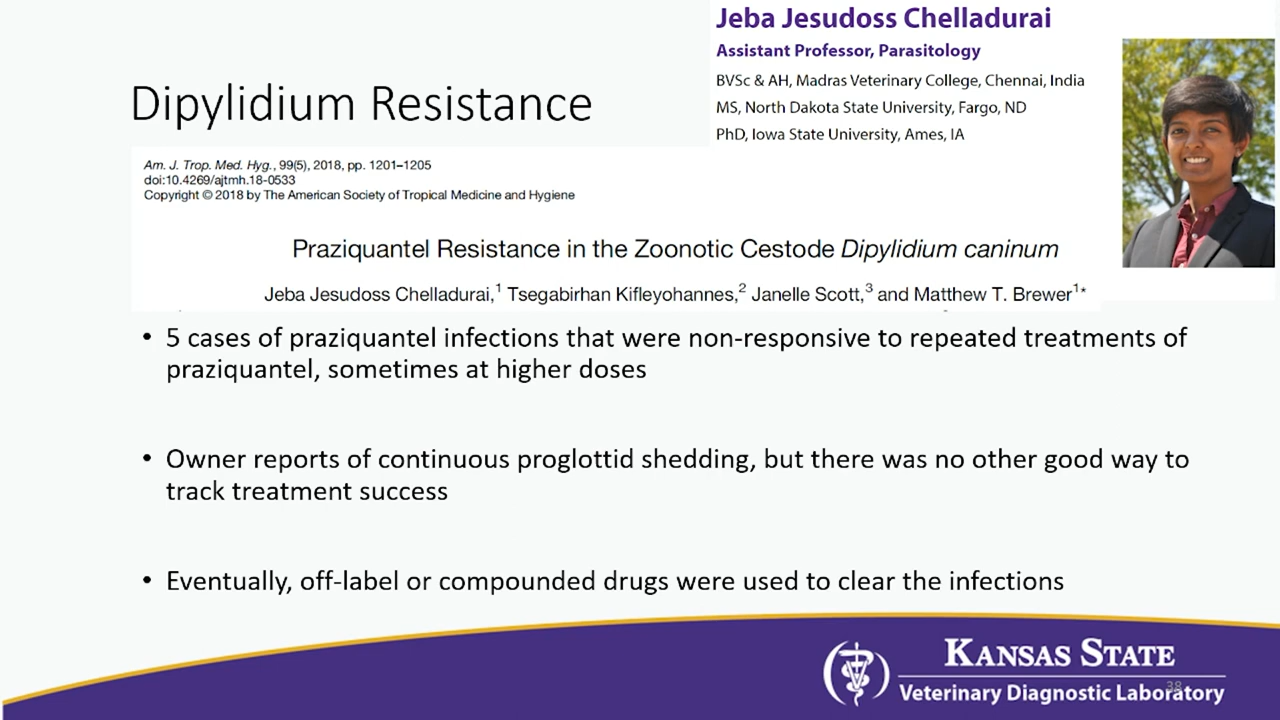 Jeba Jesudoss Chelladurai
Assistant Professor, Parasitology
BVSc & AH, Madras Veterinary College, Chennai, India
MS, North Dakota State University, Fargo, ND
PhD, Iowa State University, Ames, IA
Dipylidium Resistance
Am. J. Trop. Med. Hyg., 99(5), 2018, pp. 1201–1205
doi:10.4269/ajtmh.18-0533
Copyright © 2018 by The American Society of Tropical Medicine and Hygiene
Praziquantel Resistance in the Zoonotic Cestode Dipylidium caninum
Jeba Jesudoss Chelladurai,1 Tsegabirhan Kifleyohannes,2 Janelle Scott,3 and Matthew T. Brewer1*
• 5 cases of praziquantel infections that were non-responsive to repeated treatments of
praziquantel, sometimes at higher doses
• Owner reports of continuous proglottid shedding, but there was no other good way to
track treatment success
• Eventually, off-label or compounded drugs were used to clear the infections
KANSAS STATE
38
Veterinary Diagnostic Laboratory